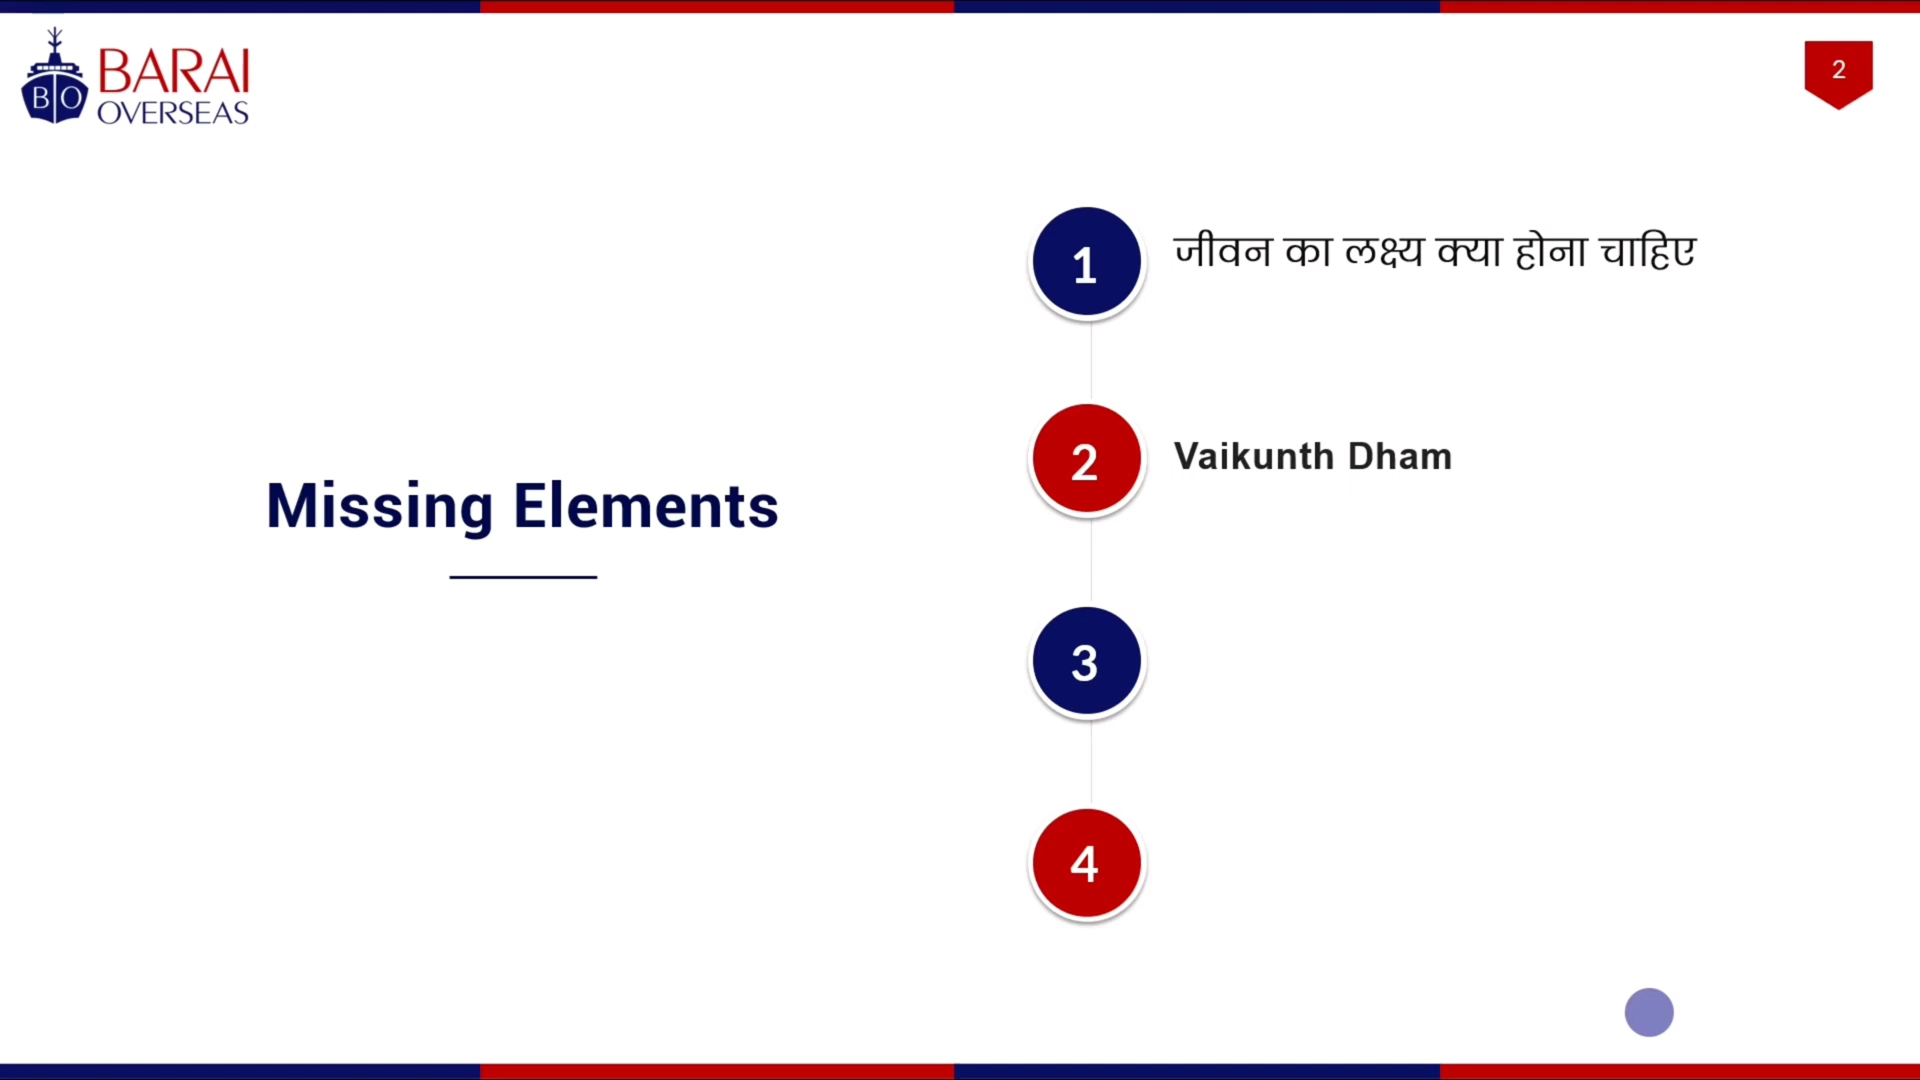 BARAI
BO
OVERSEAS
2
1
जीवन का लक्ष्य क्या होना चाहिए
2
Vaikunth Dham
Missing Elements
3
4